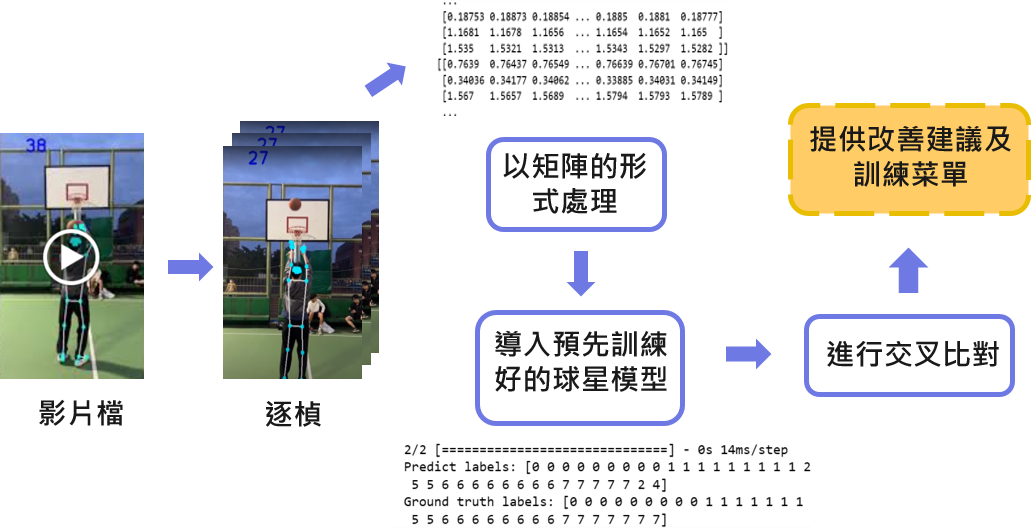 ...
[0.18753 0.18873 0.18854 ... 0.1885 0.1881 0.18777]
[1.1681 1.1678 1.1656 ... 1.1654 1.1652 1.165 ]
[1.535 1.5321 1.5313 ... 1.5343 1.5297 1.5282 ]]
[[0.7639 0.76437 0.76549 ... 0.76639 0.76701 0.76745]
[0.34036 0.34177 0.34062 ... 0.33885 0.34031 0.34149]
[1.567 1.5657 1.5689 ... 1.5794 1.5793 1.5789 ]
...
38
27
27
27
影片檔
逐楨
以矩陣的形
式處理
導入預先訓練
好的球星模型
進行交叉比對
提供改善建議及
訓練菜單
2/2 [==============================] - 0s 14ms/step
Predict labels: [0 0 0 0 0 0 0 0 0 1 1 1 1 1 1 1 1 1 2
5 5 6 6 6 6 6 6 6 6 7 7 7 7 7 2 4]
Ground truth labels: [0 0 0 0 0 0 0 0 0 1 1 1 1 1 1 1
5 5 6 6 6 6 6 6 6 6 7 7 7 7 7 7 7]